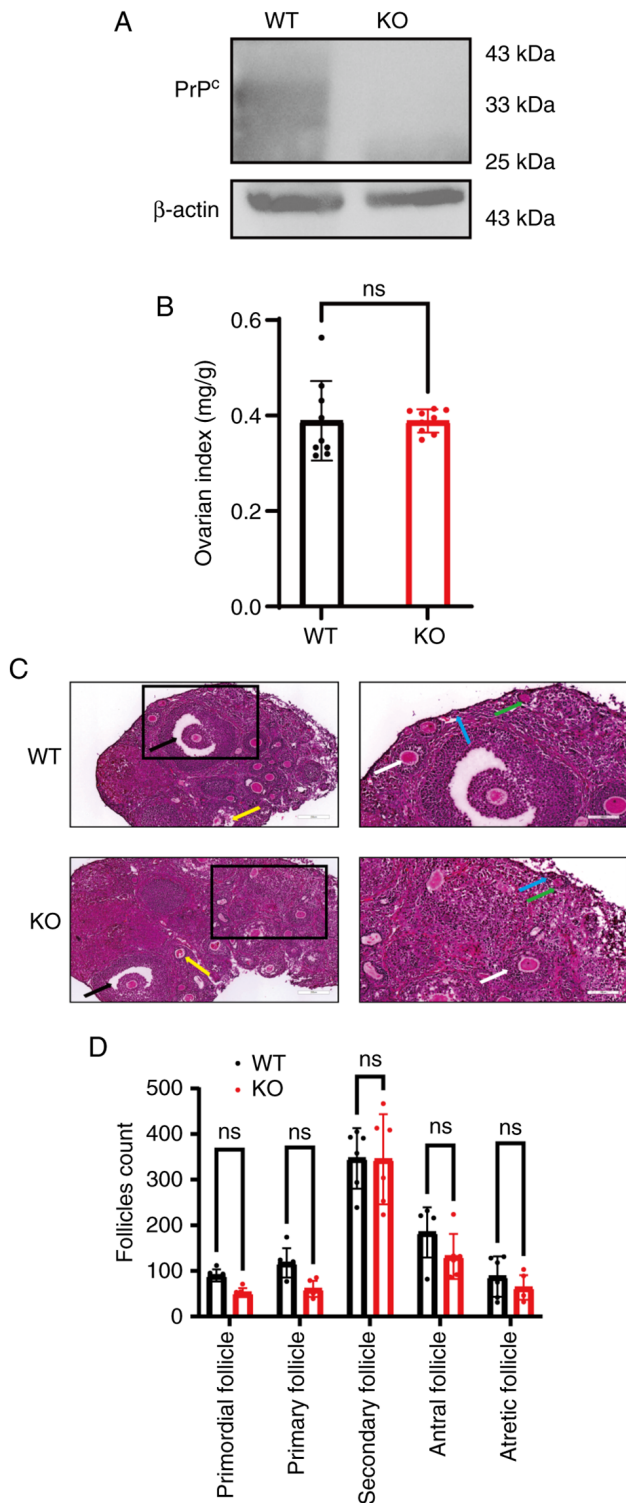 A
WT KO
PrPᶜ
43 kDa
33 kDa
25 kDa
β-actin
43 kDa
B
ns
Ovarian index (mg/g)
0.6
0.4
0.2
0.0
WT KO
C
WT
KO
D
WT
KO
Follicles count
500
400
300
200
100
0
ns ns ns ns ns
Primordial follicle
Primary follicle
Secondary follicle
Antral follicle
Atretic follicle